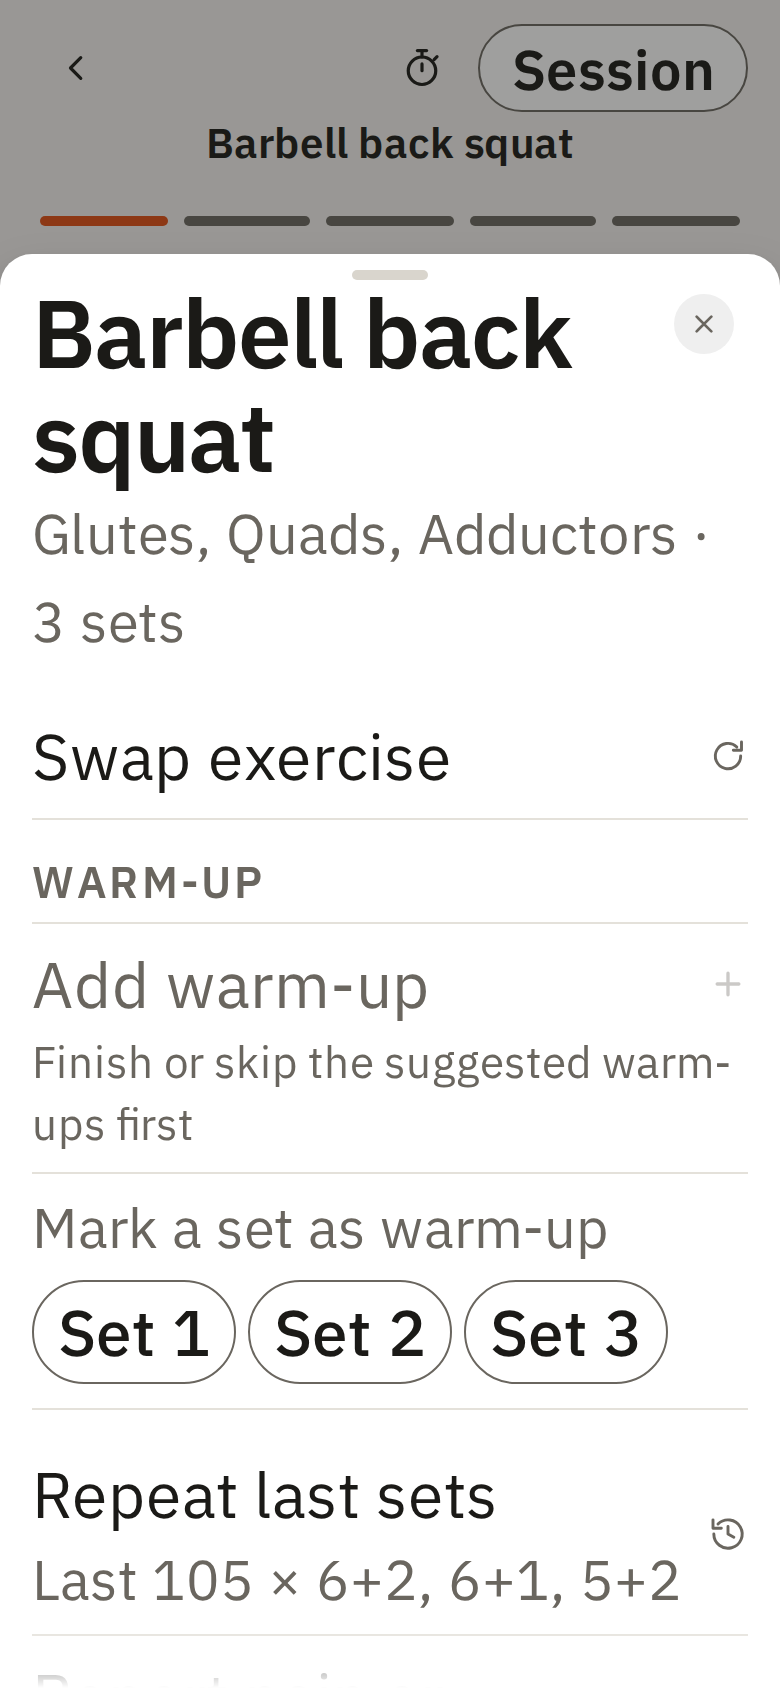 Session
Barbell back squat
Barbell back
squat
Glutes, Quads, Adductors ·
3 sets
Swap exercise
WARM-UP
Add warm-up
Finish or skip the suggested warm-
ups first
Mark a set as warm-up
Set 1 Set 2 Set 3
Repeat last sets
Last 105 × 6+2, 6+1, 5+2